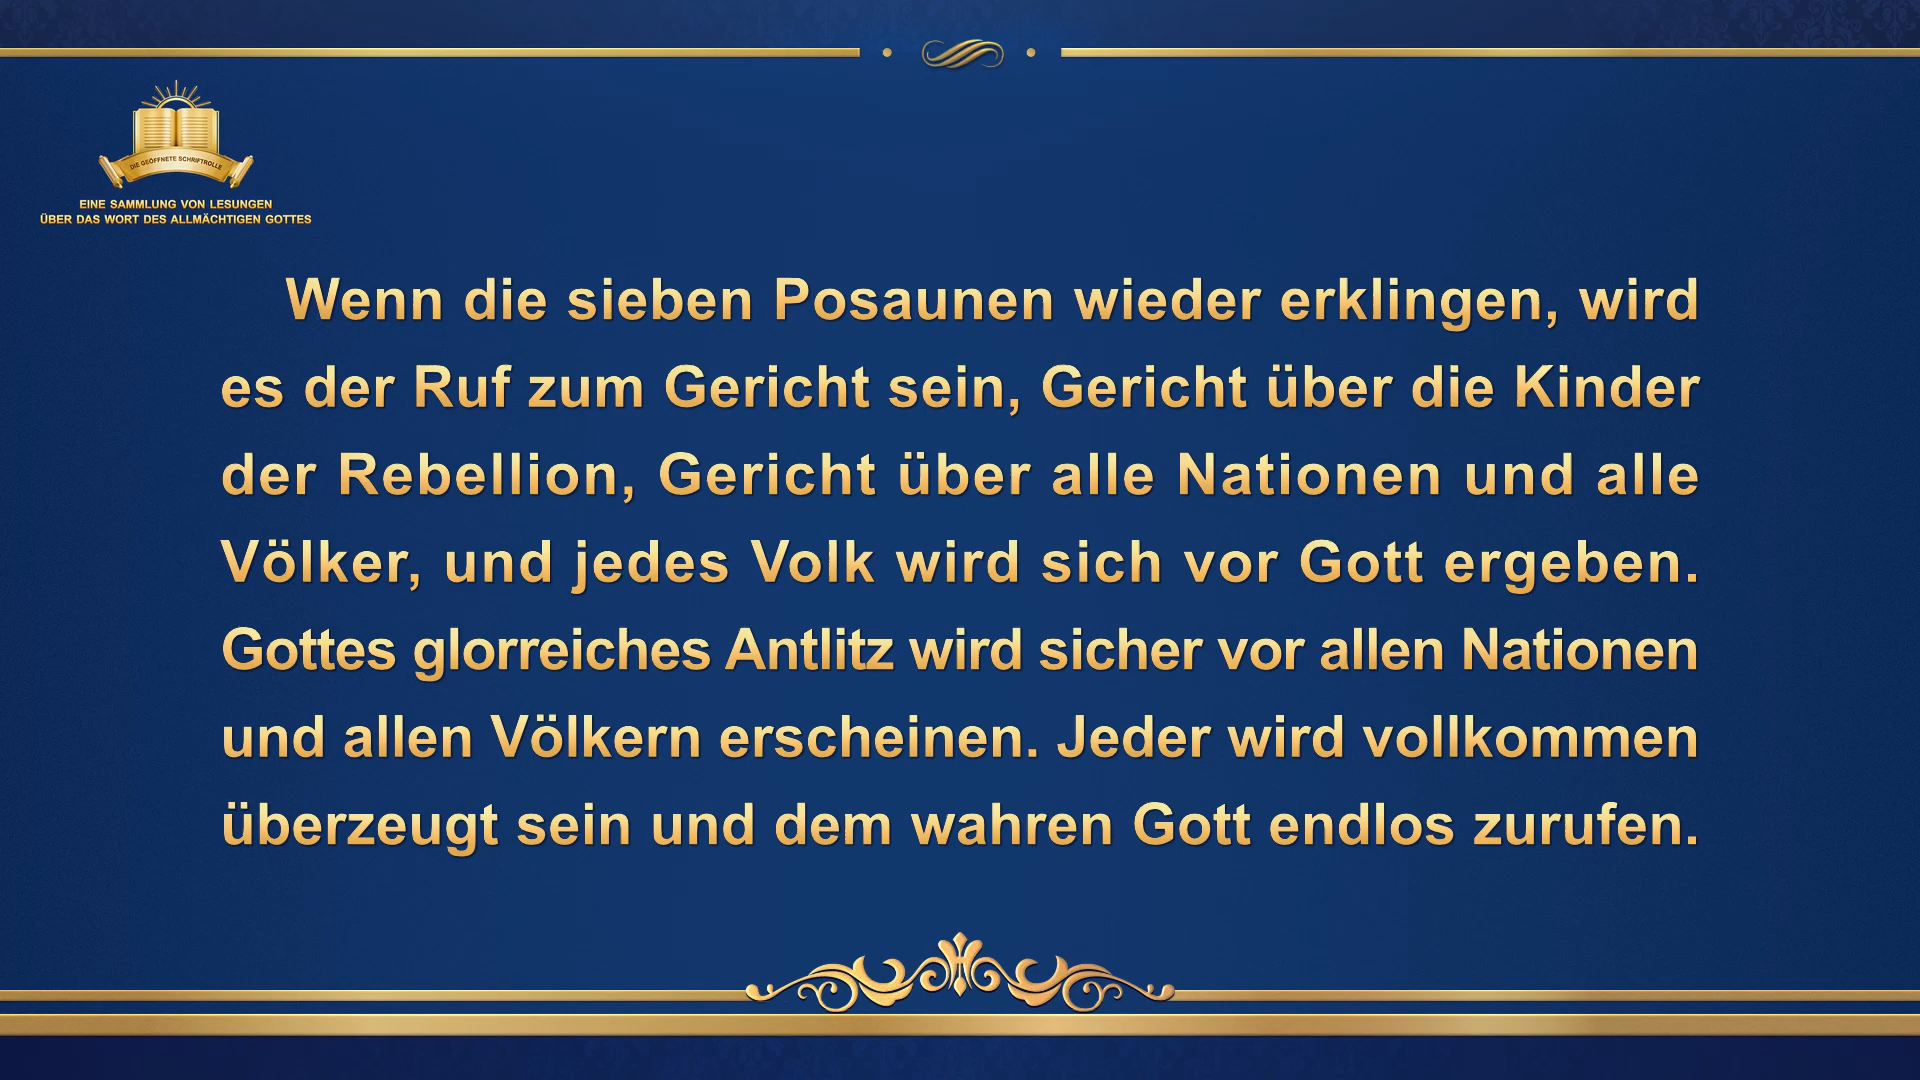 DIE GEÖFFNETE SCHRIFTROLLE
EINE SAMMLUNG VON LESUNGEN
ÜBER DAS WORT DES ALLMÄCHTIGEN GOTTES
Wenn die sieben Posaunen wieder erklingen, wird
es der Ruf zum Gericht sein, Gericht über die Kinder
der Rebellion, Gericht über alle Nationen und alle
Völker, und jedes Volk wird sich vor Gott ergeben.
Gottes glorreiches Antlitz wird sicher vor allen Nationen
und allen Völkern erscheinen. Jeder wird vollkommen
überzeugt sein und dem wahren Gott endlos zurufen.